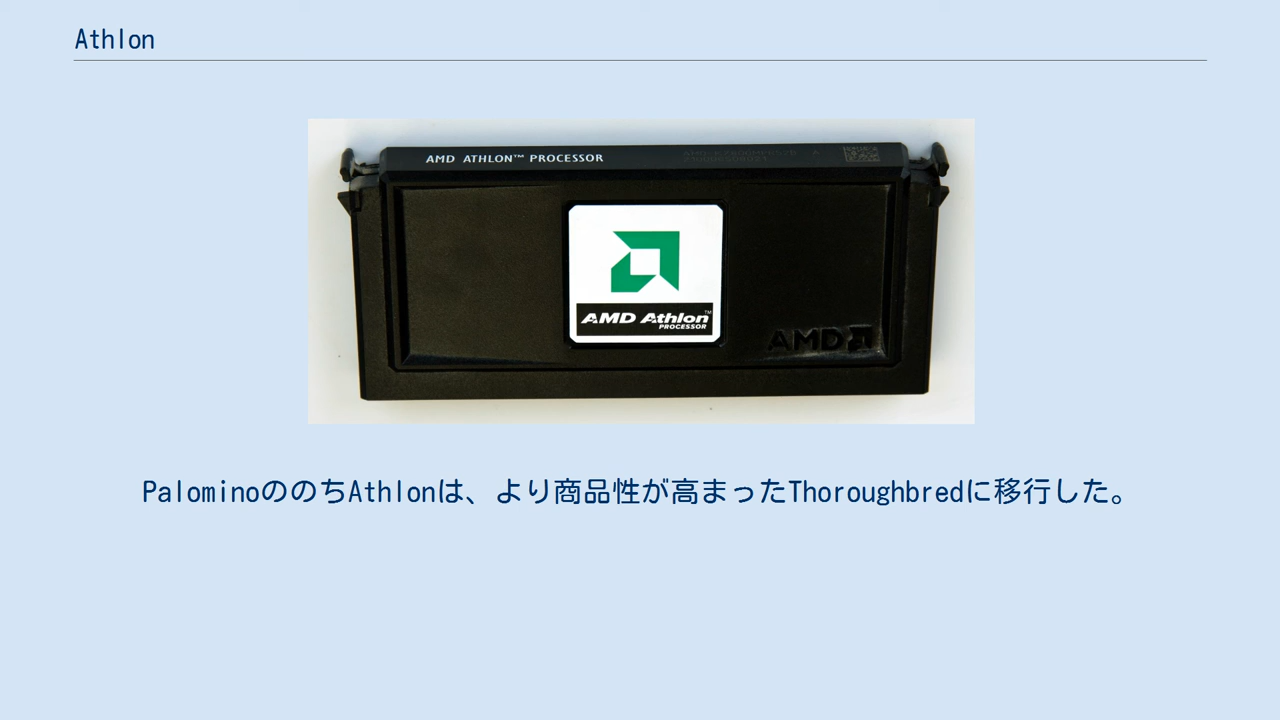 Athlon
AMD ATHLON™ PROCESSOR
AMD Athlon™
PROCESSOR
AMD
PalominoののちAthlonは、より商品性が高まったThoroughbredに移行した。